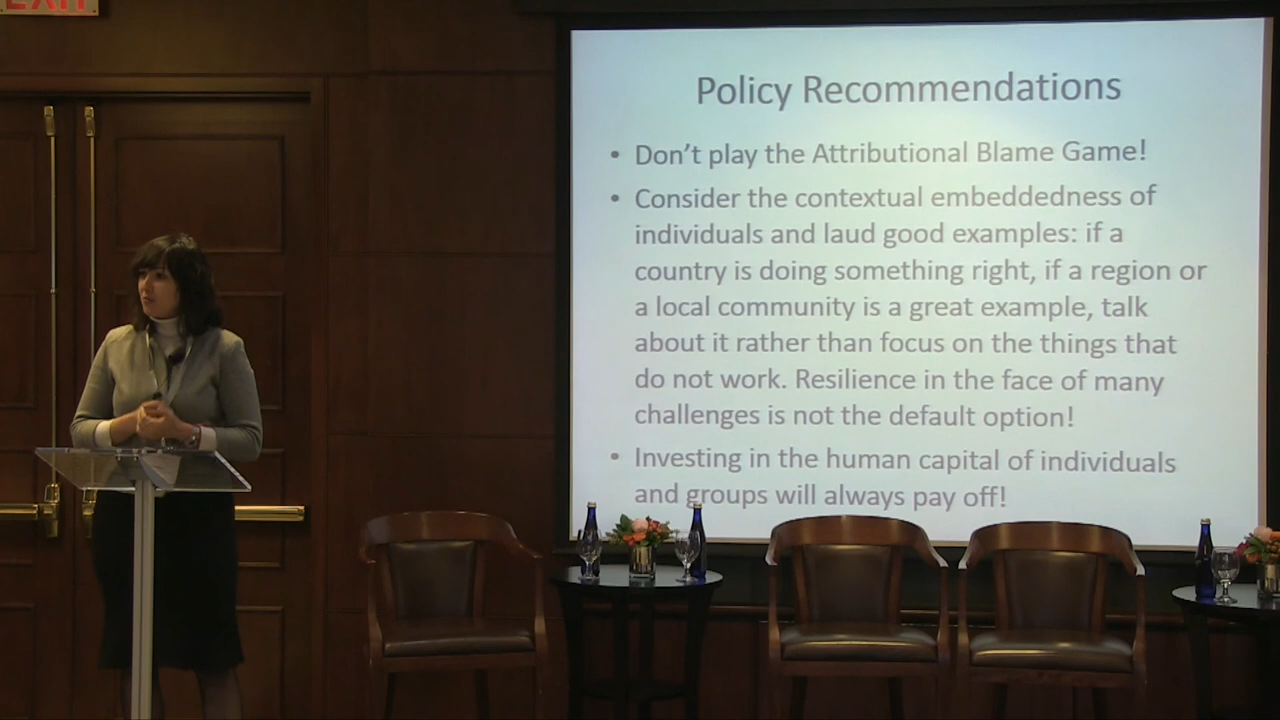 EXIT
Policy Recommendations
• Don't play the Attributional Blame Game!
• Consider the contextual embeddedness of
individuals and laud good examples: if a
country is doing something right, if a region or
a local community is a great example, talk
about it rather than focus on the things that
do not work. Resilience in the face of many
challenges is not the default option!
• Investing in the human capital of individuals
and groups will always pay off!